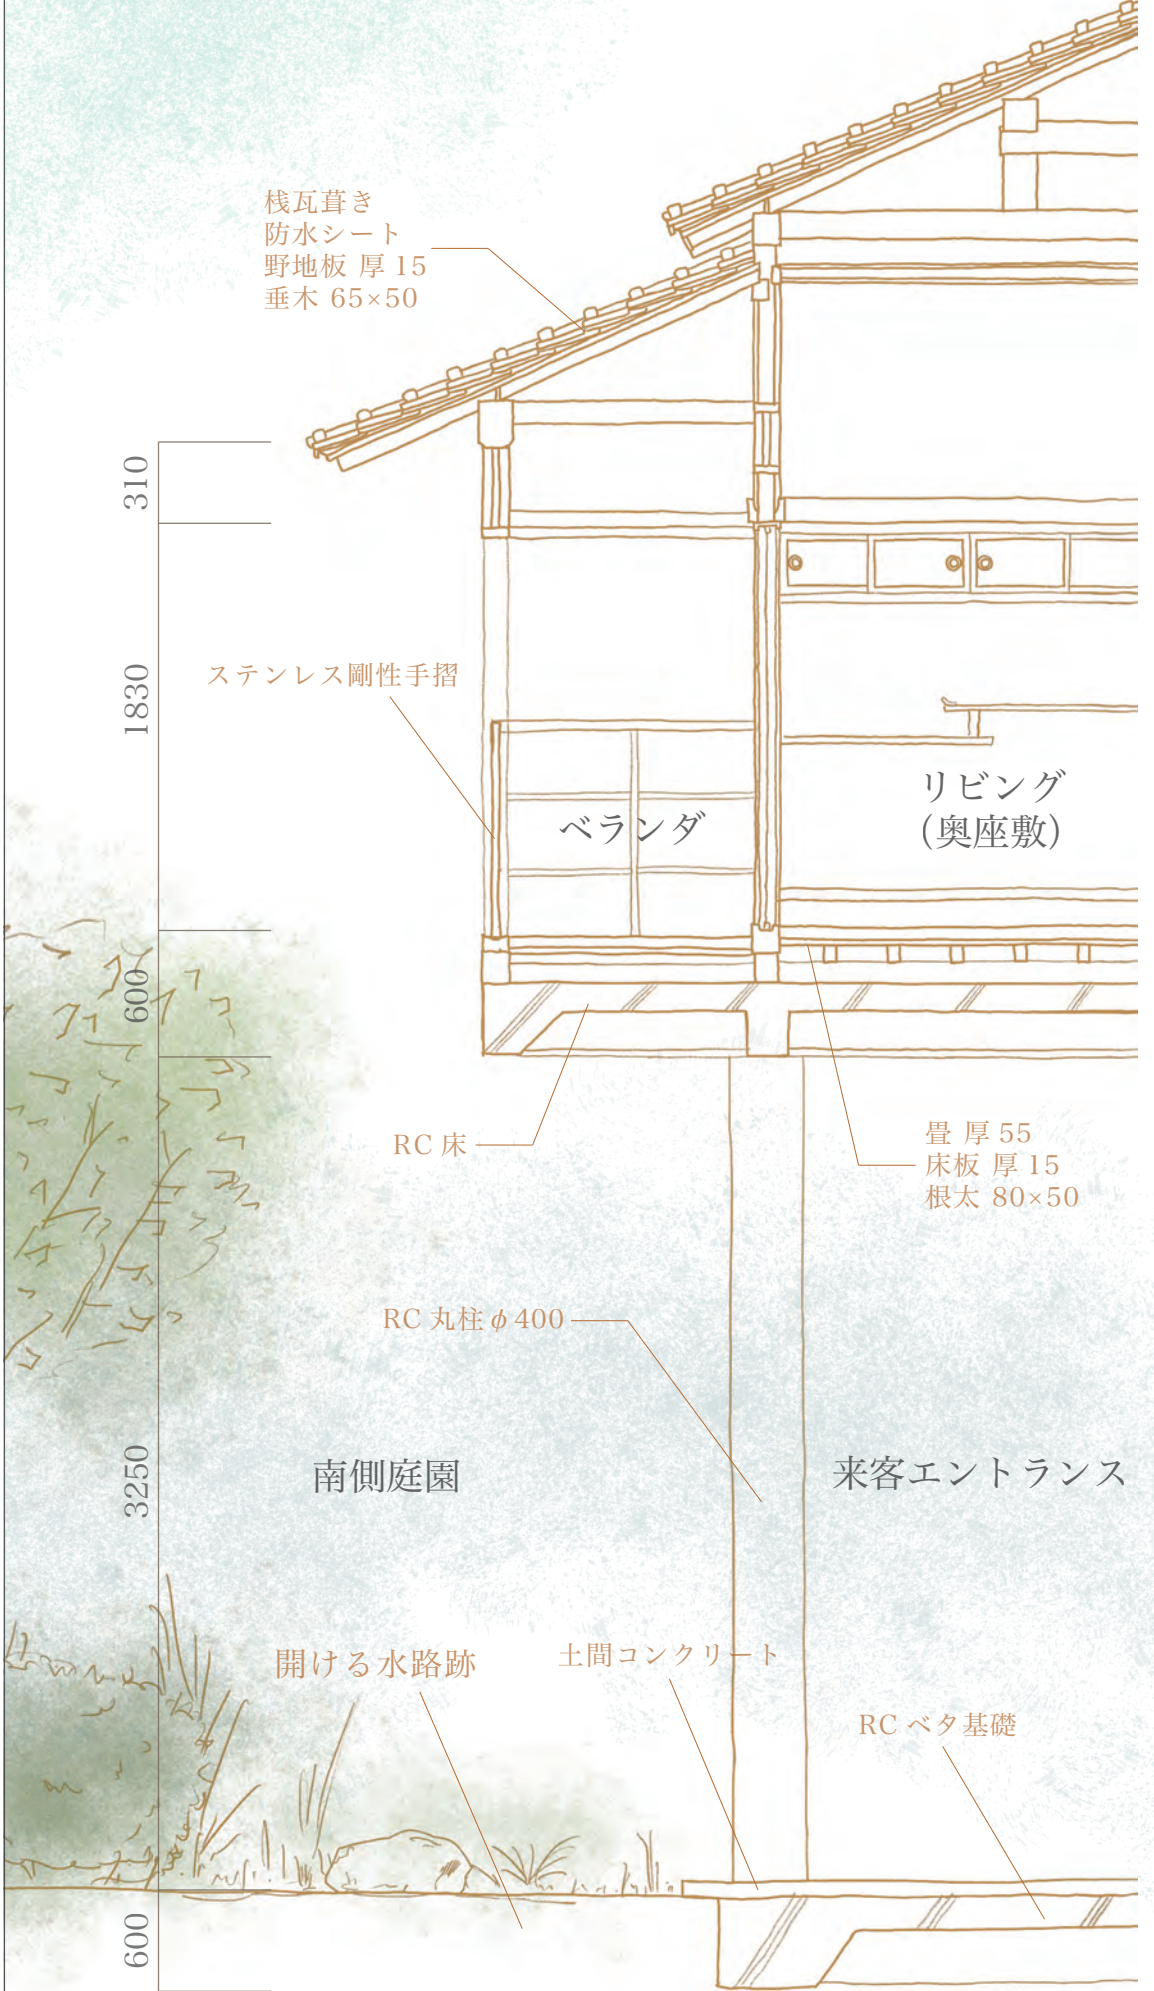 桟瓦葺き
防水シート
野地板 厚 15
垂木 65×50
310
1830
ステンレス剛性手摺
ベランダ
リビング
（奥座敷）
600
RC 床
畳 厚 55
床板 厚 15
根太 80×50
RC 丸柱 φ 400
3250
南側庭園
来客エントランス
開ける水路跡
土間コンクリート
RC ベタ基礎
600